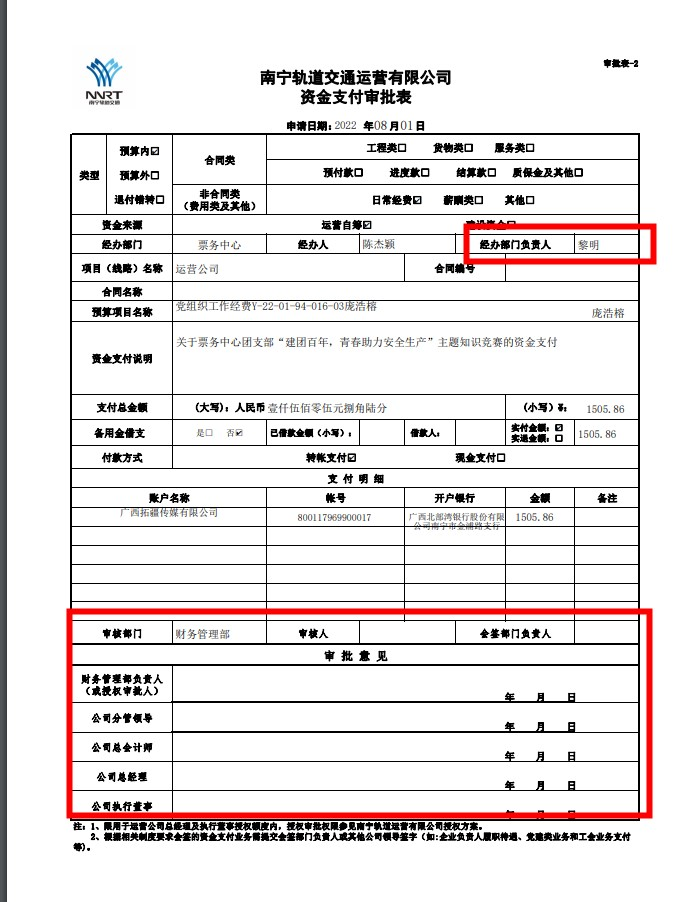 审批表-2
NNRT
南宁轨道交通
南宁轨道交通运营有限公司
资金支付审批表
申请日期：2022 年08月01日
类型 预算内☑ 合同类 工程类☐ 货物类☐ 服务类☐
预算外☐ 预付款☐ 进度款☐ 结算款☐ 质保金及其他☐
退付错转☐ 非合同类（费用类及其他） 日常经费☑ 薪酬类☐ 其他☐
资金来源 运营自筹☑ 建设资金☐
经办部门 票务中心 经办人 陈杰颖 经办部门负责人 黎明
项目（线路）名称 运营公司 合同编号
合同名称
预算项目名称 党组织工作经费Y-22-01-94-016-03庞浩榕 庞浩榕
资金支付说明 关于票务中心团支部“建团百年，青春助力安全生产”主题知识竞赛的资金支付
支付总金额 (大写)：人民币 壹仟伍佰零伍元捌角陆分 (小写)￥： 1505.86
备用金借支 是☐ 否☑ 已借款金额（小写）： 借款人： 实付金额：☑ 1505.86
实退金额：☐
付款方式 转帐支付☑ 现金支付☐
支付明细
账户名称 帐号 开户银行 金额 备注
广西拓疆传媒有限公司 800117969900017 广西北部湾银行股份有限 1505.86
公司南宁市金浦路支行
审核部门 财务管理部 审核人 会签部门负责人
审批意见
财务管理部负责人
（或授权审批人） 年 月 日
公司分管领导 年 月 日
公司总会计师 年 月 日
公司总经理 年 月 日
公司执行董事 年 月 日
注：1、限用于运营公司总经理及执行董事授权额度内，授权审批权限参见南宁轨道运营有限公司授权方案。
2、根据相关制度要求会签的资金支付业务需提交会签部门负责人或其他公司领导签字（如:企业负责人履职待遇、党建类业务和工会业务支付
等）。